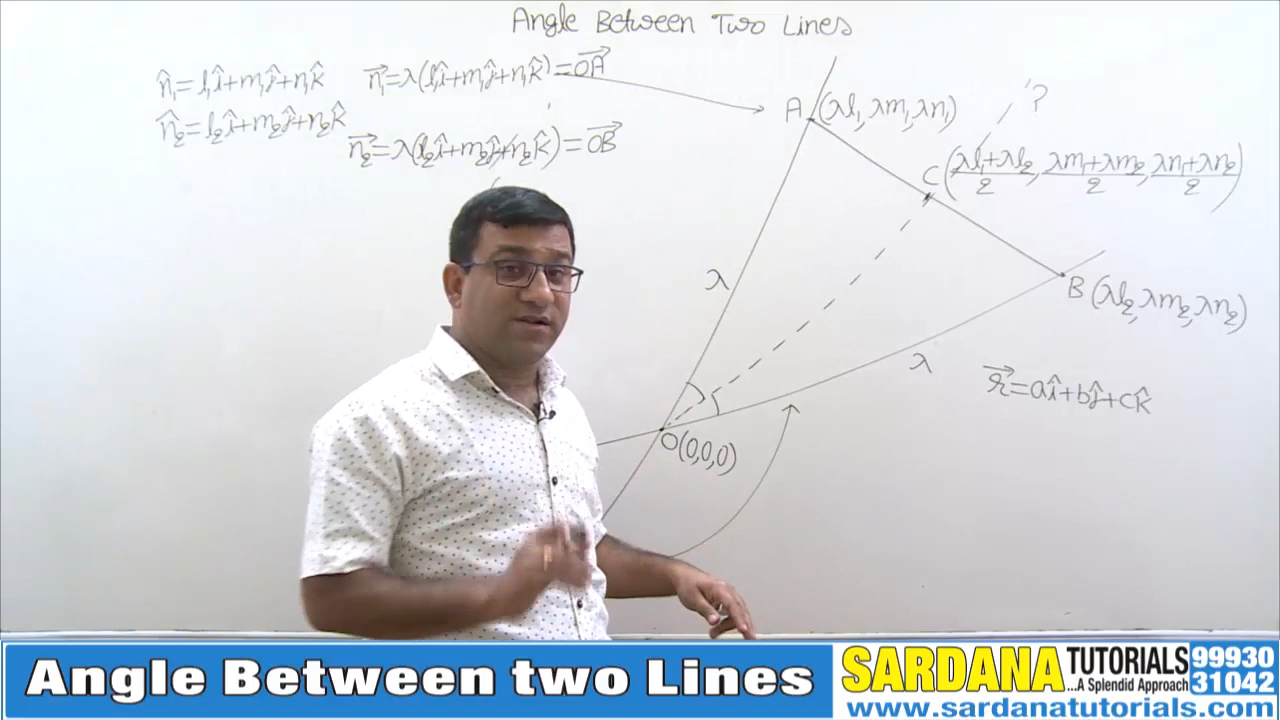 Angle Between Two Lines
n̂₁ = l₁î+m₁ĵ+n₁k̂
n̂₂ = l₂î+m₂ĵ+n₂k̂
n₁⃗ = λ(l₁î+m₁ĵ+n₁k̂) = OA⃗
n₂⃗ = λ(l₂î+m₂ĵ+n₂k̂) = OB⃗
A (λl₁, λm₁, λn₁)
?
C (λl₁+λl₂/2, λm₁+λm₂/2, λn₁+λn₂/2)
λ
B (λl₂, λm₂, λn₂)
λ
r⃗ = aî+bĵ+ck̂
O(0,0,0)
Angle Between two Lines
SARDANA TUTORIALS
...A Splendid Approach
99930
31042
www.sardanatutorials.com